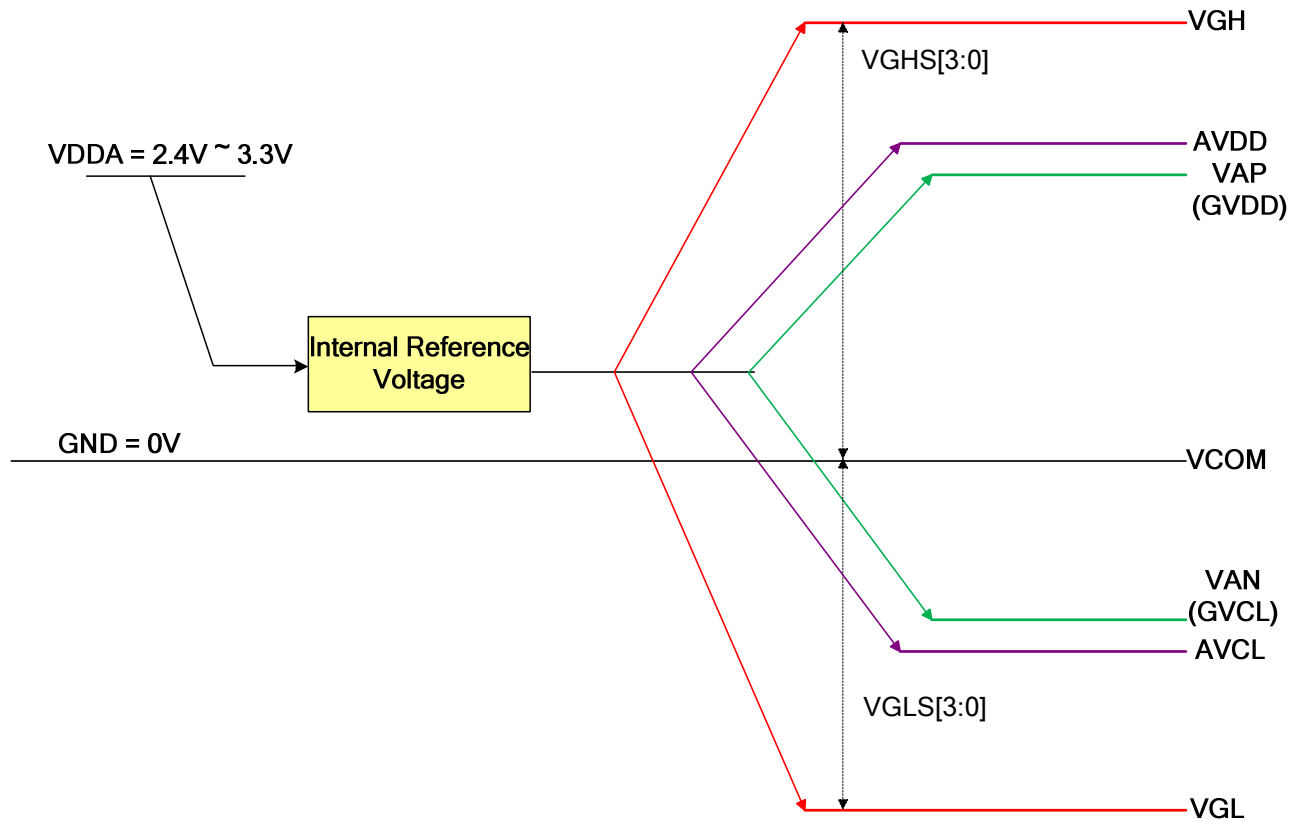 VGH
VGHS[3:0]
AVDD
VDDA = 2.4V ~ 3.3V
VAP
(GVDD)
Internal Reference
Voltage
GND = 0V
VCOM
VAN
(GVCL)
AVCL
VGLS[3:0]
VGL